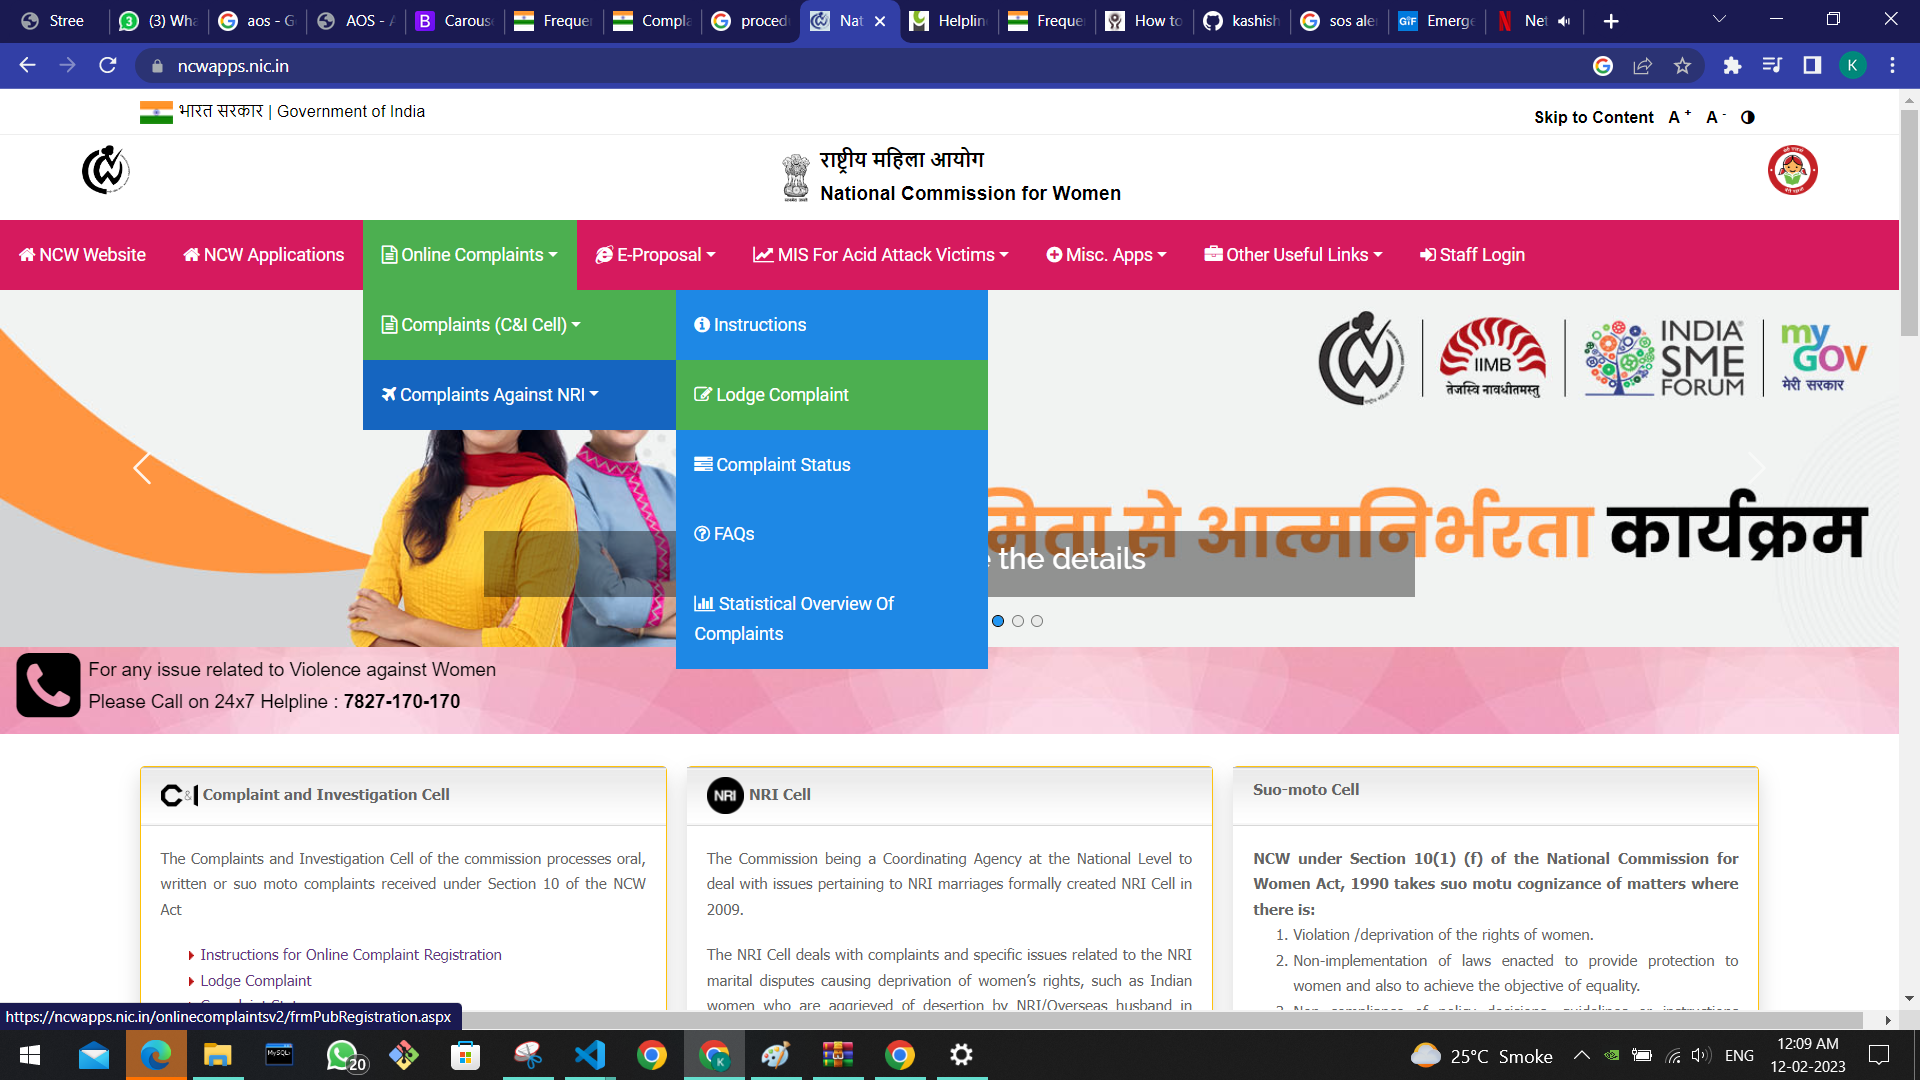 Stree
(3) Wha
aos - G
AOS - A
Carous
Freque
Compla
proced
Nat
Helplin
Freque
How to
kashish
sos ale
Emerge
Net
ncwapps.nic.in
K
भारत सरकार | Government of India
Skip to Content A + A - 
राष्ट्रीय महिला आयोग
National Commission for Women
NCW Website
NCW Applications
Online Complaints
E-Proposal
MIS For Acid Attack Victims
Misc. Apps
Other Useful Links
Staff Login
Complaints (C&I Cell)
Complaints Against NRI
Instructions
Lodge Complaint
Complaint Status
FAQs
Statistical Overview Of
Complaints
IIMB
तेजस्वि नावधीतमस्तु
INDIA
SME
FORUM
my
GOV
मेरी सरकार
मिता से आत्मनिर्भरता कार्यक्रम
e the details
For any issue related to Violence against Women
Please Call on 24x7 Helpline : 7827-170-170
C&I Complaint and Investigation Cell
The Complaints and Investigation Cell of the commission processes oral,
written or suo moto complaints received under Section 10 of the NCW
Act
Instructions for Online Complaint Registration
Lodge Complaint
NRI NRI Cell
The Commission being a Coordinating Agency at the National Level to
deal with issues pertaining to NRI marriages formally created NRI Cell in
2009.
The NRI Cell deals with complaints and specific issues related to the NRI
marital disputes causing deprivation of women's rights, such as Indian
women who are aggrieved of desertion by NRI/Overseas husband in
Suo-moto Cell
NCW under Section 10(1) (f) of the National Commission for
Women Act, 1990 takes suo motu cognizance of matters where
there is:
1. Violation /deprivation of the rights of women.
2. Non-implementation of laws enacted to provide protection to
women and also to achieve the objective of equality.
https://ncwapps.nic.in/onlinecomplaintsv2/frmPubRegistration.aspx
20
25°C Smoke
ENG
12:09 AM
12-02-2023